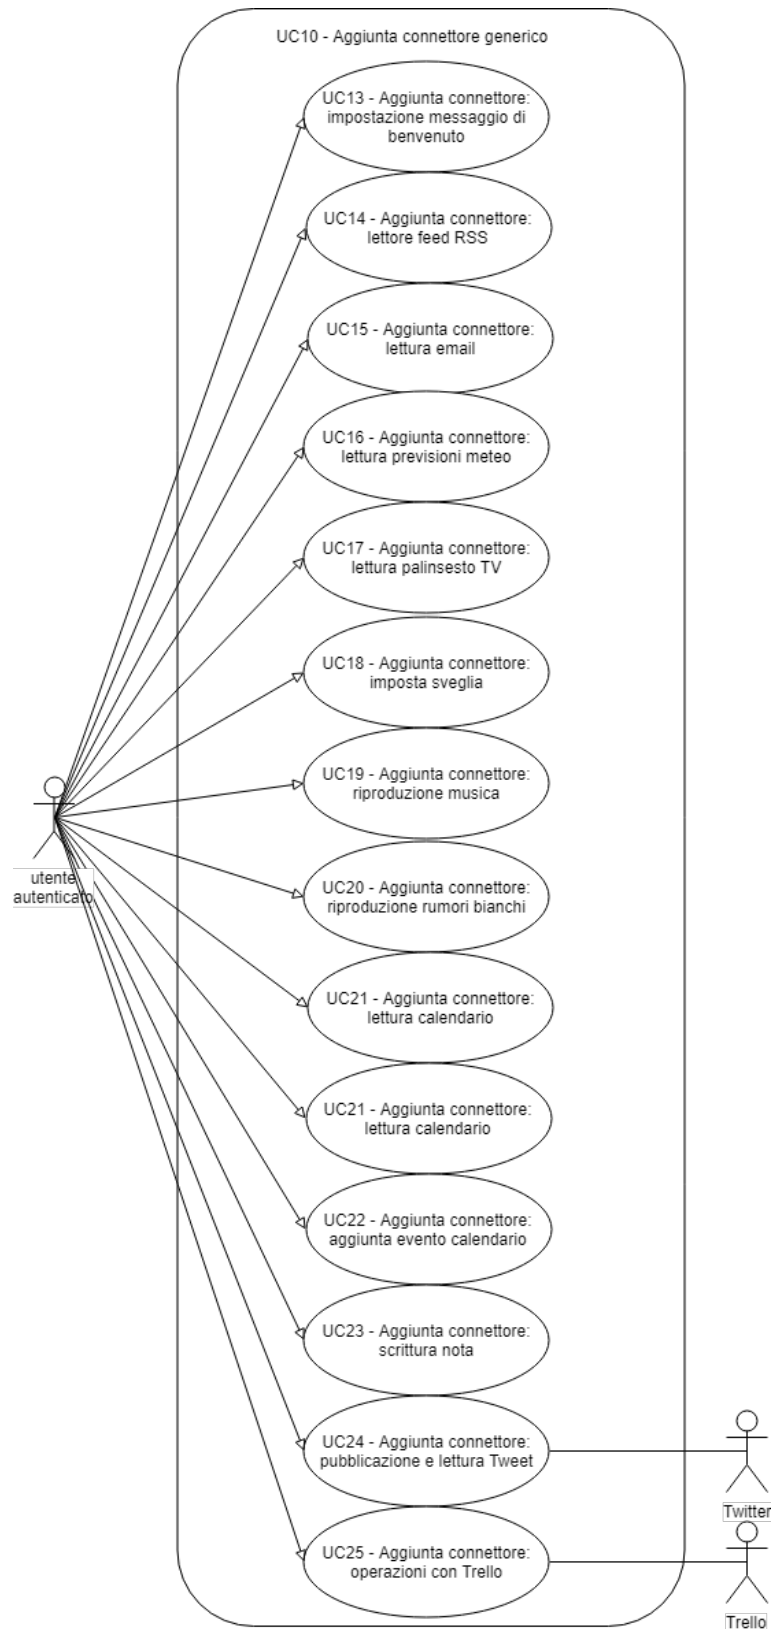 UC10 - Aggiunta connettore generico
UC13 - Aggiunta connettore:
impostazione messaggio di
benvenuto
UC14 - Aggiunta connettore:
lettore feed RSS
UC15 - Aggiunta connettore:
lettura email
UC16 - Aggiunta connettore:
lettura previsioni meteo
UC17 - Aggiunta connettore:
lettura palinsesto TV
UC18 - Aggiunta connettore:
imposta sveglia
UC19 - Aggiunta connettore:
riproduzione musica
utente
autenticato
UC20 - Aggiunta connettore:
riproduzione rumori bianchi
UC21 - Aggiunta connettore:
lettura calendario
UC21 - Aggiunta connettore:
lettura calendario
UC22 - Aggiunta connettore:
aggiunta evento calendario
UC23 - Aggiunta connettore:
scrittura nota
UC24 - Aggiunta connettore:
pubblicazione e lettura Tweet
Twitter
UC25 - Aggiunta connettore:
operazioni con Trello
Trello